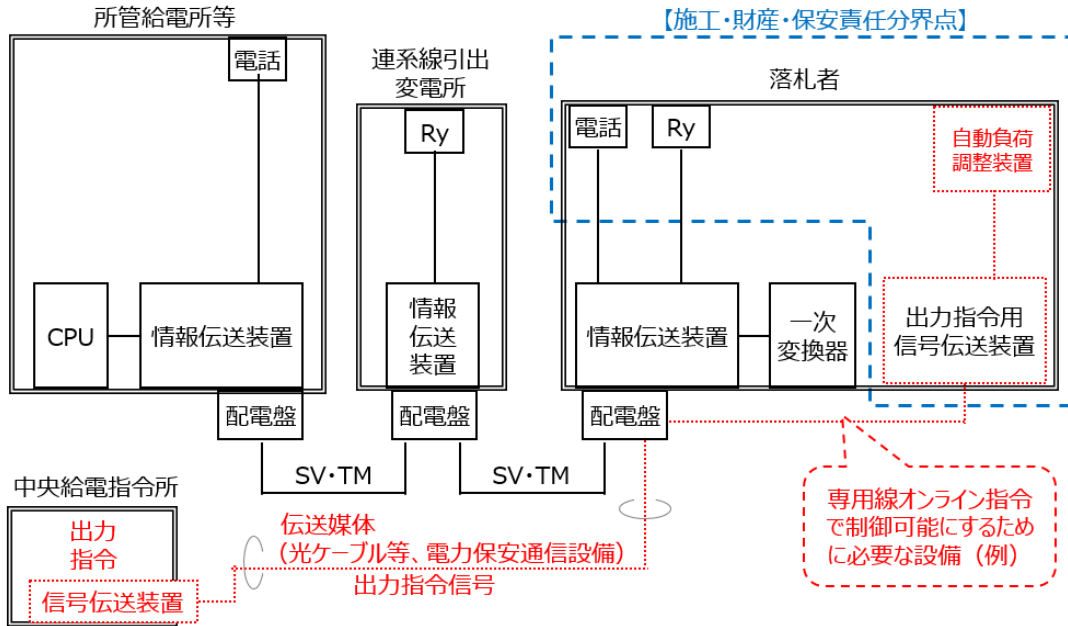 所管給電所等
電話
CPU
情報伝送装置
配電盤
連系線引出
変電所
Ry
情報
伝送
装置
配電盤
【施工・財産・保安責任分界点】
落札者
電話
Ry
自動負荷
調整装置
情報伝送装置
一次
変換器
出力指令用
信号伝送装置
配電盤
SV・TM
SV・TM
中央給電指令所
出力
指令
信号伝送装置
伝送媒体
（光ケーブル等、電力保安通信設備）
出力指令信号
専用線オンライン指令
で制御可能にするため
に必要な設備（例）